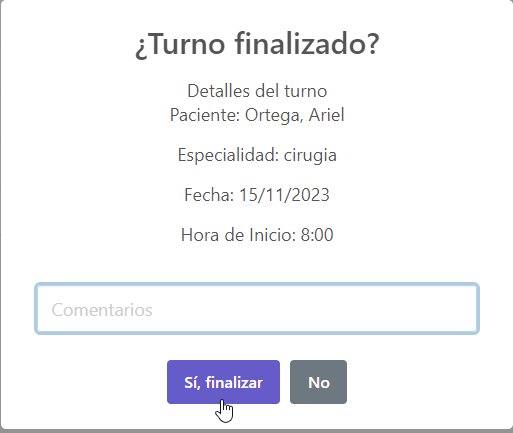 ¿Turno finalizado?
Detalles del turno
Paciente: Ortega, Ariel
Especialidad: cirugia
Fecha: 15/11/2023
Hora de Inicio: 8:00
Comentarios
Sí, finalizar
No